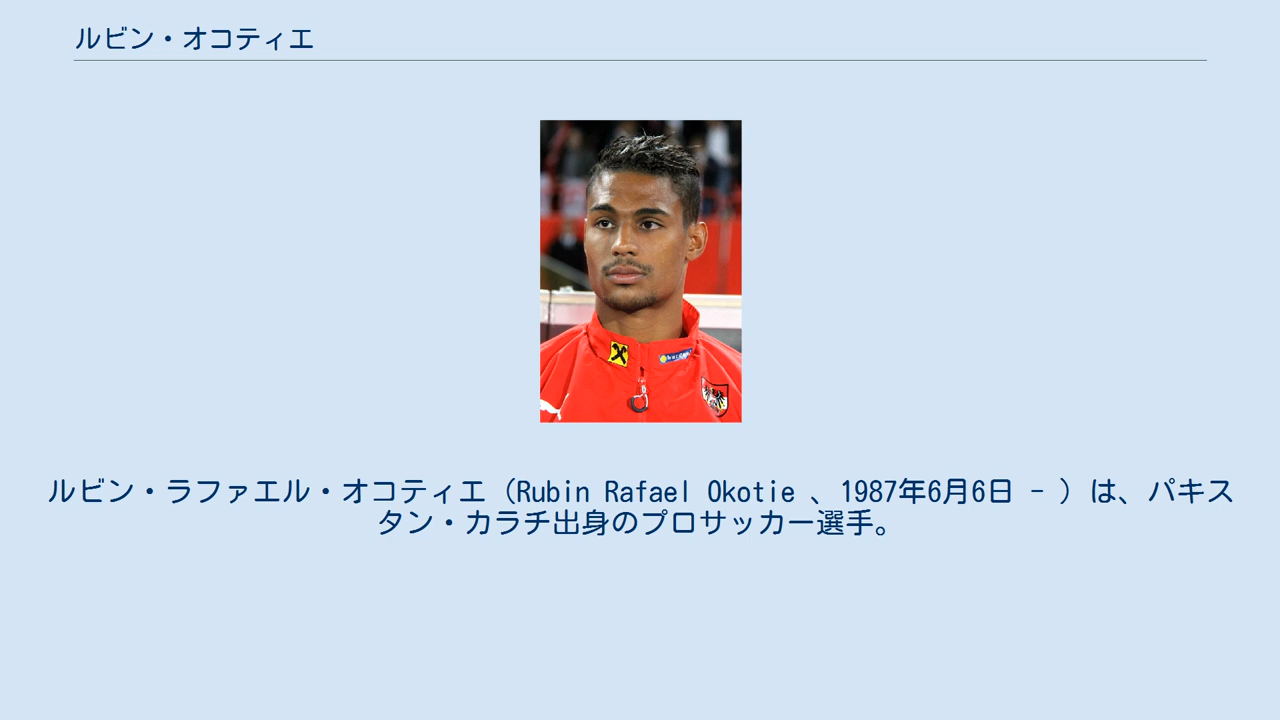 ルビン・オコティエ
ルビン・ラファエル・オコティエ（Rubin Rafael Okotie 、1987年6月6日 - ）は、パキス
タン・カラチ出身のプロサッカー選手。